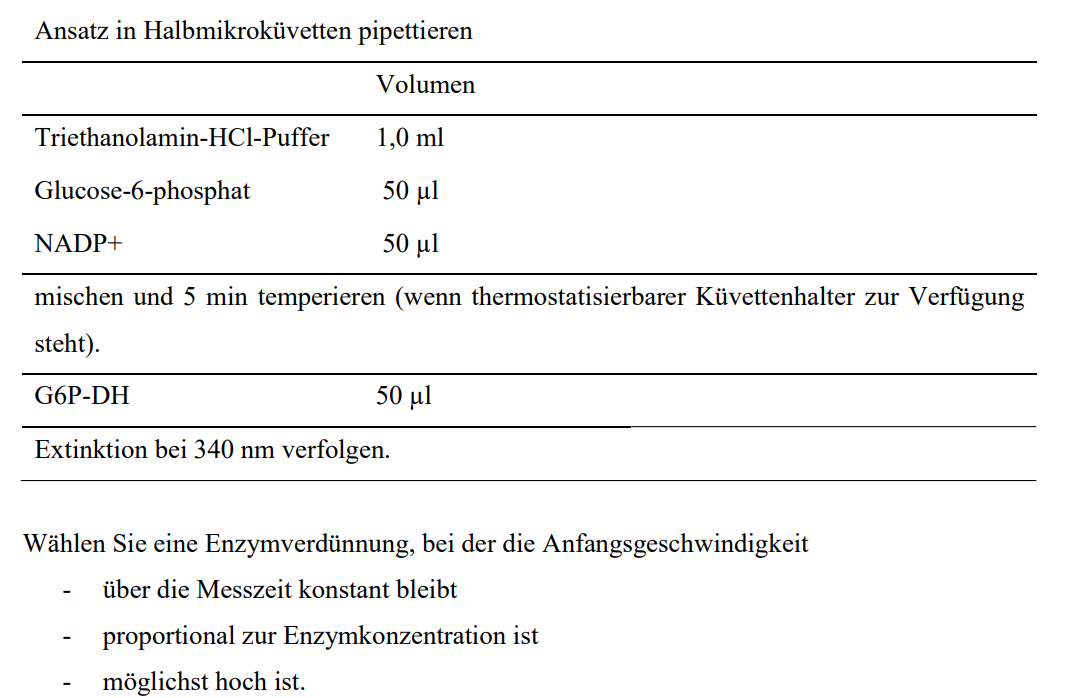 Ansatz in Halbmikroküvetten pipettieren
Volumen
Triethanolamin-HCl-Puffer 1,0 ml
Glucose-6-phosphat 50 µl
NADP+ 50 µl
mischen und 5 min temperieren (wenn thermostatisierbarer Küvettenhalter zur Verfügung
steht).
G6P-DH 50 µl
Extinktion bei 340 nm verfolgen.
Wählen Sie eine Enzymverdünnung, bei der die Anfangsgeschwindigkeit
- über die Messzeit konstant bleibt
- proportional zur Enzymkonzentration ist
- möglichst hoch ist.